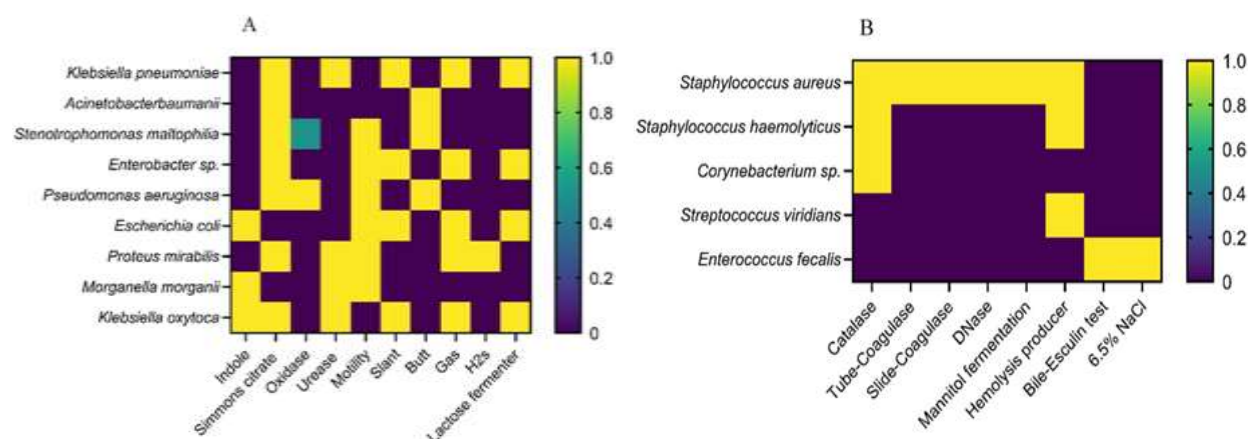 A
Klebsiella pneumoniae
Acinetobacterbaumanii
Stenotrophomonas maltophilia
Enterobacter sp.
Pseudomonas aeruginosa
Escherichia coli
Proteus mirabilis
Morganella morganii
Klebsiella oxytoca
Indole
Simmons citrate
Oxidase
Urease
Motility
Slant
Butt
Gas
H2s
Lactose fermenter
1.0
0.8
0.6
0.4
0.2
0
B
Staphylococcus aureus
Staphylococcus haemolyticus
Corynebacterium sp.
Streptococcus viridians
Enterococcus fecalis
Catalase
Tube-Coagulase
Slide-Coagulase
DNase
Mannitol fermentation
Hemolysis producer
Bile-Esculin test
6.5% NaCl
1.0
0.8
0.6
0.4
0.2
0